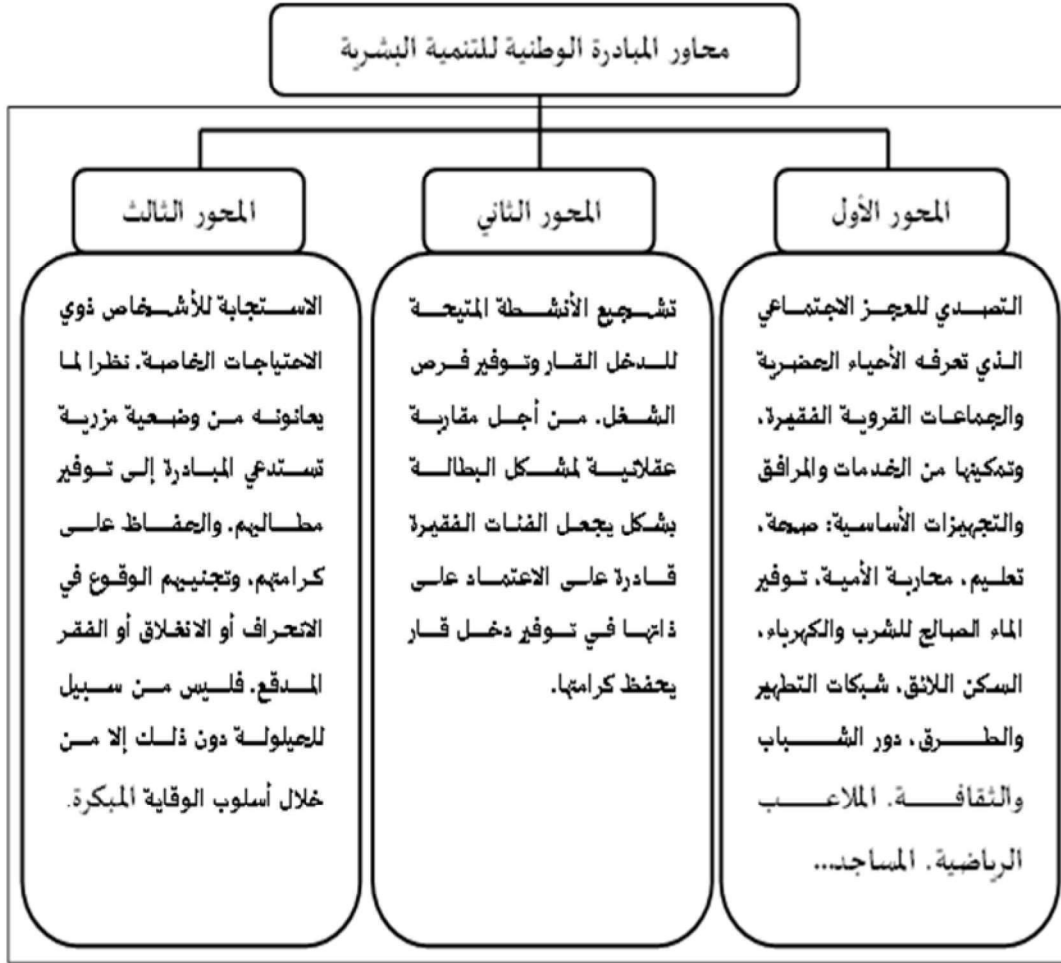 محاور المبادرة الوطنية للتنمية البشرية
المحور الأول
التصدي للعجز الاجتماعي
الذي تعرفه الأحياء الحضرية
والجماعات القروية الفقيرة،
وتمكينها من الخدمات والمرافق
والتجهيزات الأساسية: صحة،
تعليم، محاربة الأمية، توفير
الماء الصالح للشرب والكهرباء،
السكن اللائق، شبكات التطهير
والطرق، دور الشباب
والثقافة. الملاعب
الرياضية. المساجد...
المحور الثاني
تشجيع الأنشطة المتيحة
للدخل القار وتوفير فرص
الشغل. من أجل مقاربة
عقلانية لمشكل البطالة
بشكل يجعل الفئات الفقيرة
قادرة على الاعتماد على
ذاتها في توفير دخل قار
يحفظ كرامتها.
المحور الثالث
الاستجابة للأشخاص ذوي
الاحتياجات الخاصة. نظرا لما
يعانونه من وضعية مزرية
تستدعي المبادرة إلى توفير
مطالبهم. والحفاظ على
كرامتهم، وتجنيبهم الوقوع في
الانحراف أو الانغلاق أو الفقر
المدقع. فليس من سبيل
للحيلولة دون ذلك إلا من
خلال أسلوب الوقاية المبكرة.